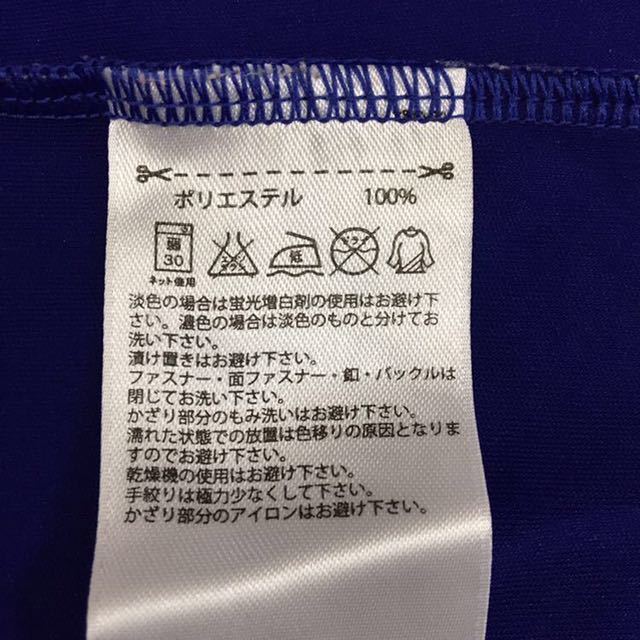 ポリエステル 100%
弱
30
エンソ
低
ドライ
ネット使用
淡色の場合は蛍光増白剤の使用はお避け下
さい。濃色の場合は淡色のものと分けてお
洗い下さい。
漬け置きはお避け下さい。
ファスナー・面ファスナー・釦・バックルは
閉じてお洗い下さい。
かざり部分のもみ洗いはお避け下さい。
濡れた状態での放置は色移りの原因となりま
すのでお避け下さい。
乾燥機の使用はお避け下さい。
手絞りは極力少なくして下さい。
かざり部分のアイロンはお避け下さい。